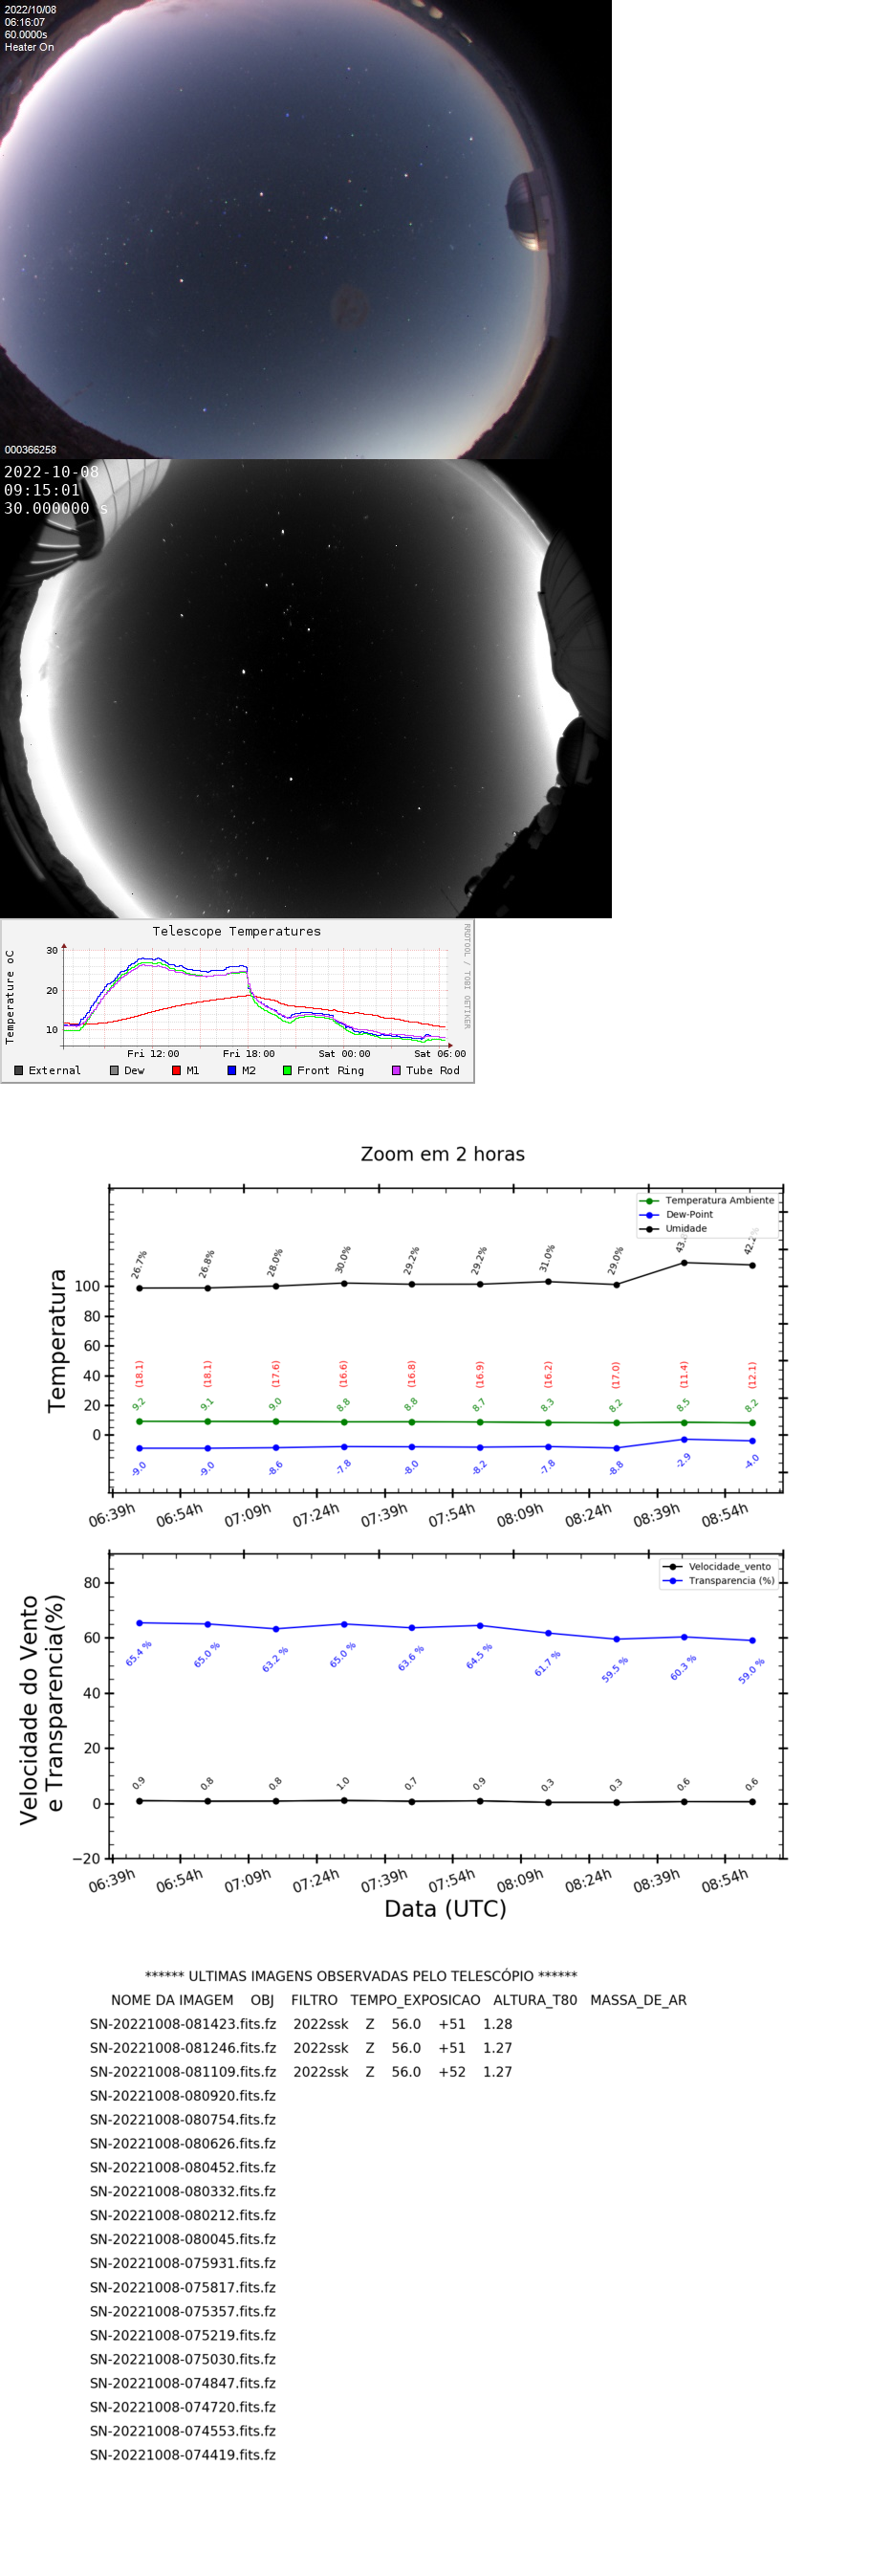 2022/10/08
06:16:07
60.0000s
Heater On
000366258
2022-10-08
09:15:01
30.000000 s
Telescope Temperatures
RRDTOOL / TOBI OETIKER
Temperature oC
30
20
10
Fri 12:00 Fri 18:00 Sat 00:00 Sat 06:00
External Dew M1 M2 Front Ring Tube Rod
Zoom em 2 horas
Temperatura Ambiente
Dew-Point
Umidade
Temperatura
100
80
60
40
20
0
26.7% 26.8% 28.0% 30.0% 29.2% 29.2% 31.0% 29.0%
(18.1) (18.1) (17.6) (16.6) (16.8) (16.9) (16.2) (17.0) (11.4) (12.1)
9.2 9.1 9.0 8.8 8.8 8.7 8.3 8.2 8.5 8.2
-9.0 -9.0 -8.6 -7.8 -8.0 -8.2 -7.8 -8.8 -2.9 -4.0
06:39h 06:54h 07:09h 07:24h 07:39h 07:54h 08:09h 08:24h 08:39h 08:54h
Velocidade_vento
Transparencia (%)
Velocidade do Vento
e Transparencia(%)
80
60
40
20
0
−20
65.4 % 65.0 % 63.2 % 65.0 % 63.6 % 64.5 % 61.7 % 59.5 % 60.3 % 59.0 %
0.9 0.8 0.8 1.0 0.7 0.9 0.3 0.3 0.6 0.6
06:39h 06:54h 07:09h 07:24h 07:39h 07:54h 08:09h 08:24h 08:39h 08:54h
Data (UTC)
****** ULTIMAS IMAGENS OBSERVADAS PELO TELESCÓPIO ******
NOME DA IMAGEM OBJ FILTRO TEMPO_EXPOSICAO ALTURA_T80 MASSA_DE_AR
SN-20221008-081423.fits.fz 2022ssk Z 56.0 +51 1.28
SN-20221008-081246.fits.fz 2022ssk Z 56.0 +51 1.27
SN-20221008-081109.fits.fz 2022ssk Z 56.0 +52 1.27
SN-20221008-080920.fits.fz
SN-20221008-080754.fits.fz
SN-20221008-080626.fits.fz
SN-20221008-080452.fits.fz
SN-20221008-080332.fits.fz
SN-20221008-080212.fits.fz
SN-20221008-080045.fits.fz
SN-20221008-075931.fits.fz
SN-20221008-075817.fits.fz
SN-20221008-075357.fits.fz
SN-20221008-075219.fits.fz
SN-20221008-075030.fits.fz
SN-20221008-074847.fits.fz
SN-20221008-074720.fits.fz
SN-20221008-074553.fits.fz
SN-20221008-074419.fits.fz